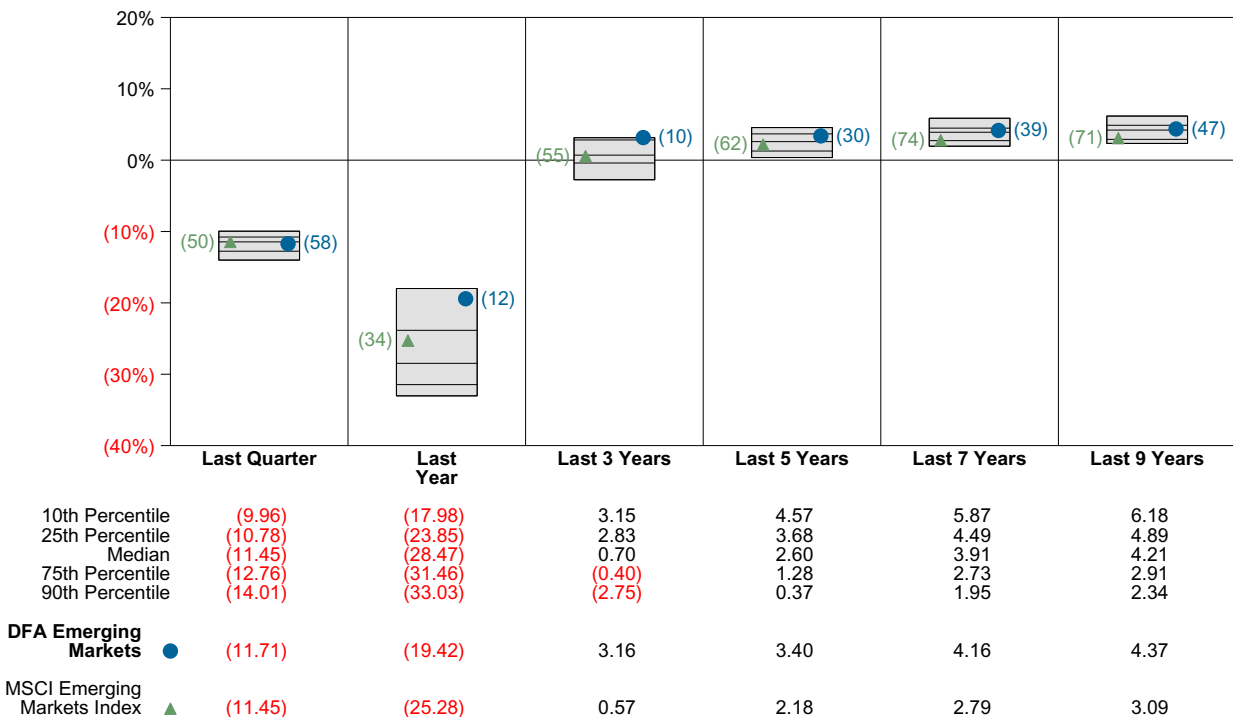 20%
10%
0%
(10%)
(20%)
(30%)
(40%)
(50) (58)
(34) (12)
(55) (10)
(62) (30)
(74) (39)
(71) (47)
Last Quarter Last Year Last 3 Years Last 5 Years Last 7 Years Last 9 Years
10th Percentile (9.96) (17.98) 3.15 4.57 5.87 6.18
25th Percentile (10.78) (23.85) 2.83 3.68 4.49 4.89
Median (11.45) (28.47) 0.70 2.60 3.91 4.21
75th Percentile (12.76) (31.46) (0.40) 1.28 2.73 2.91
90th Percentile (14.01) (33.03) (2.75) 0.37 1.95 2.34
DFA Emerging
Markets (11.71) (19.42) 3.16 3.40 4.16 4.37
MSCI Emerging
Markets Index (11.45) (25.28) 0.57 2.18 2.79 3.09